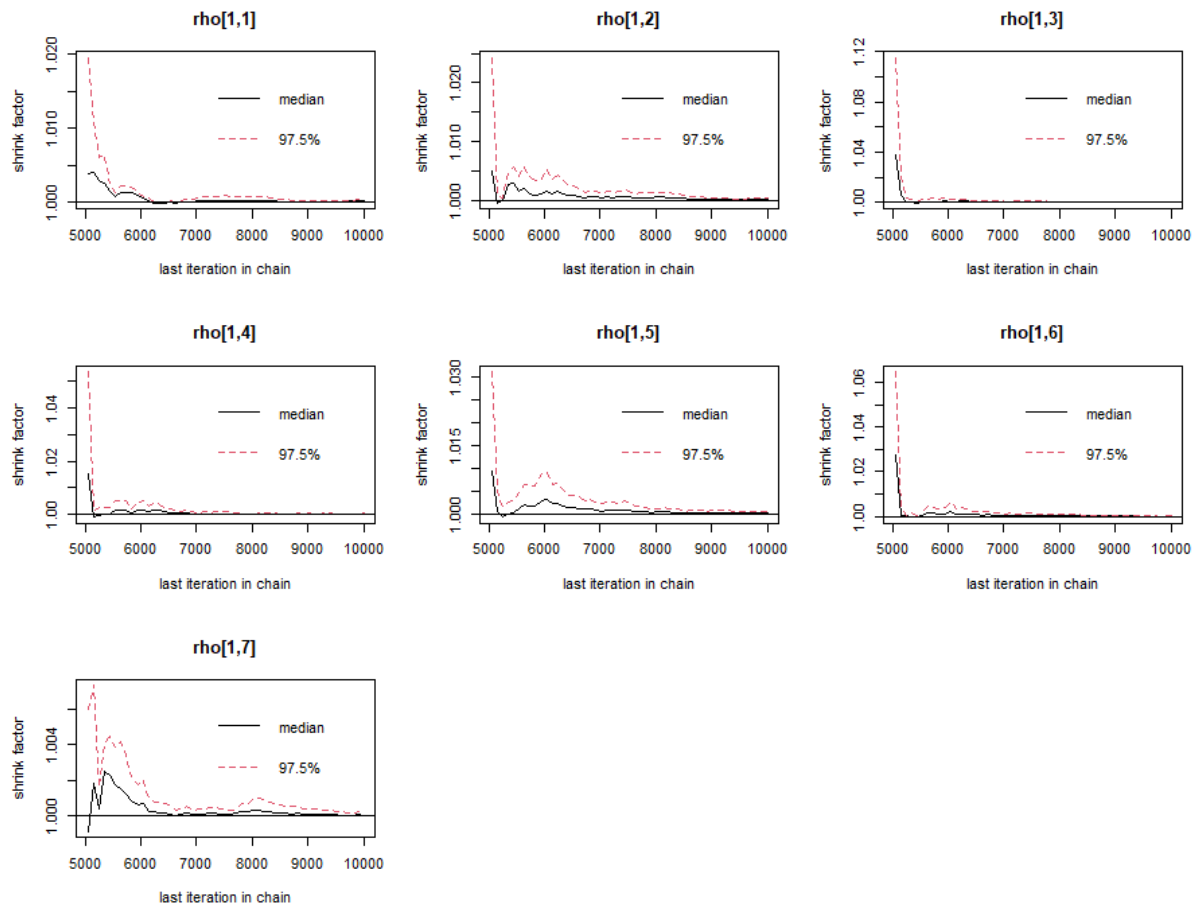 rho[1,1]
shrink factor
1.000 1.010 1.020
median
97.5%
5000 6000 7000 8000 9000 10000
last iteration in chain
rho[1,2]
shrink factor
1.000 1.010 1.020
median
97.5%
5000 6000 7000 8000 9000 10000
last iteration in chain
rho[1,3]
shrink factor
1.00 1.04 1.08 1.12
median
97.5%
5000 6000 7000 8000 9000 10000
last iteration in chain
rho[1,4]
shrink factor
1.00 1.02 1.04
median
97.5%
5000 6000 7000 8000 9000 10000
last iteration in chain
rho[1,5]
shrink factor
1.000 1.015 1.030
median
97.5%
5000 6000 7000 8000 9000 10000
last iteration in chain
rho[1,6]
shrink factor
1.00 1.02 1.04 1.06
median
97.5%
5000 6000 7000 8000 9000 10000
last iteration in chain
rho[1,7]
shrink factor
1.000 1.004
median
97.5%
5000 6000 7000 8000 9000 10000
last iteration in chain